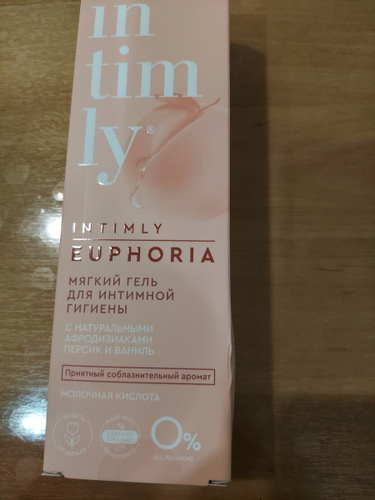 in
tim
ly®
INTIMLY
EUPHORIA
МЯГКИЙ ГЕЛЬ
ДЛЯ ИНТИМНОЙ
ГИГИЕНЫ
С НАТУРАЛЬНЫМИ
АФРОДИЗИАКАМИ
ПЕРСИК И ВАНИЛЬ
Приятный соблазнительный аромат
МОЛОЧНАЯ КИСЛОТА
0%